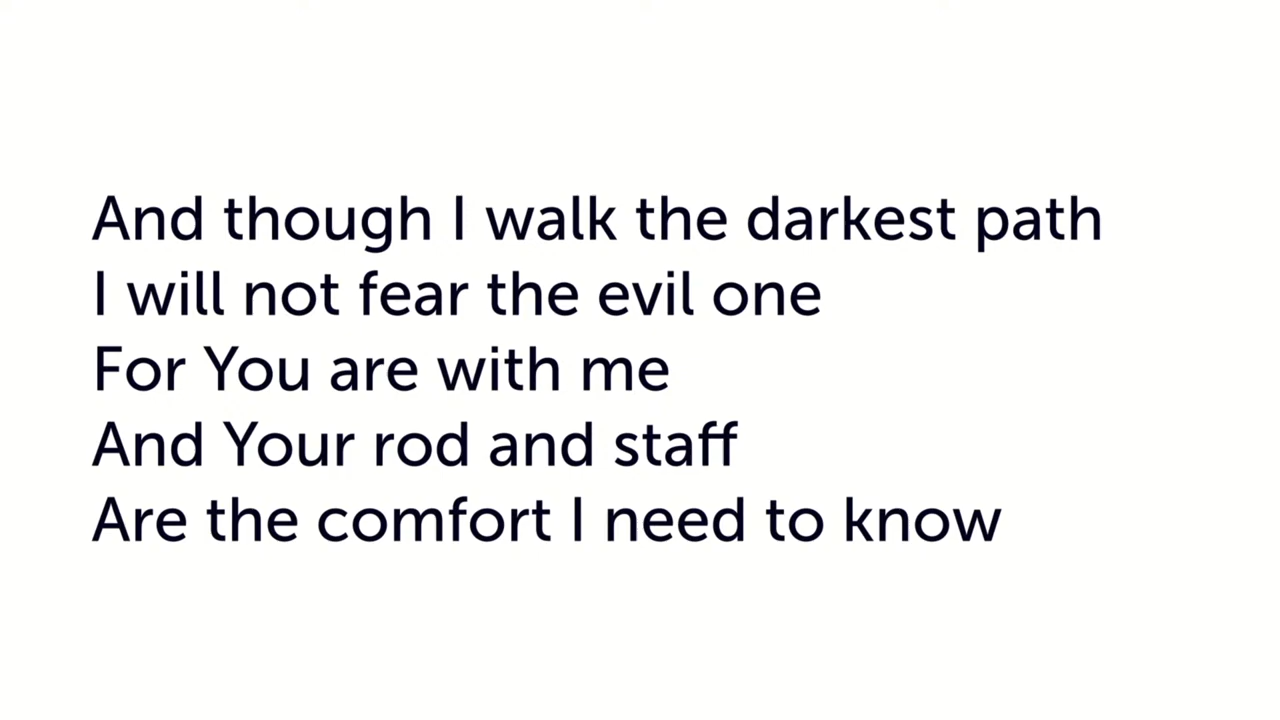 And though I walk the darkest path
I will not fear the evil one
For You are with me
And Your rod and staff
Are the comfort I need to know